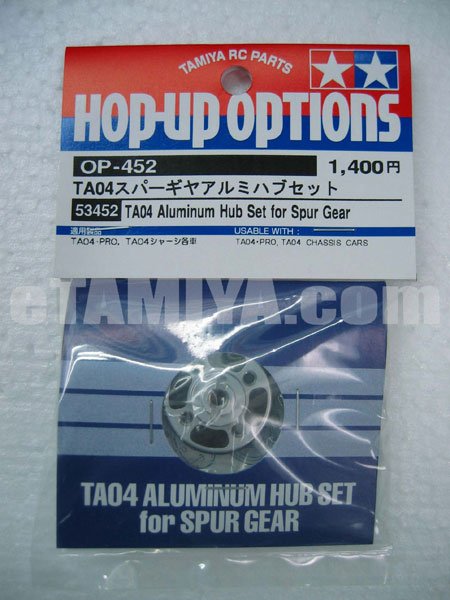 TAMIYA RC PARTS
HOP-UP OPTIONS
OP-452 1,400円
TA04スパーギヤアルミハブセット
53452 TA04 Aluminum Hub Set for Spur Gear
適用製品 USABLE WITH :
TA04-PRO, TA04シャーシ各車 TA04-PRO, TA04 CHASSIS CARS
eTAMIYA.com
TA04 ALUMINUM HUB SET
for SPUR GEAR